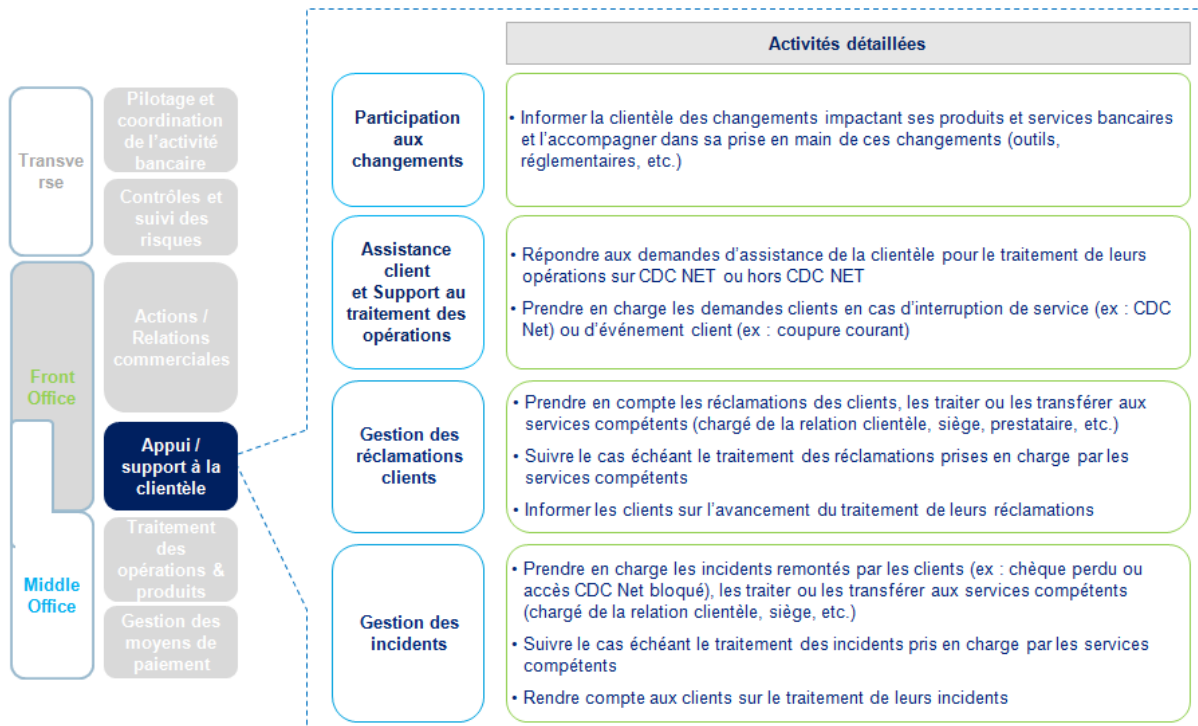 Activités détaillées
Transve
rse
Pilotage et
coordination
de l'activité
bancaire
Contrôles et
suivi des
risques
Front
Office
Actions /
Relations
commerciales
Appui /
support à la
clientèle
Middle
Office
Traitement
des
opérations &
produits
Gestion des
moyens de
paiement
Participation
aux
changements
• Informer la clientèle des changements impactant ses produits et services bancaires
et l'accompagner dans sa prise en main de ces changements (outils,
réglementaires, etc.)
Assistance
client
et Support au
traitement des
opérations
• Répondre aux demandes d'assistance de la clientèle pour le traitement de leurs
opérations sur CDC NET ou hors CDC NET
• Prendre en charge les demandes clients en cas d'interruption de service (ex : CDC
Net) ou d'événement client (ex : coupure courant)
Gestion des
réclamations
clients
• Prendre en compte les réclamations des clients, les traiter ou les transférer aux
services compétents (chargé de la relation clientèle, siège, prestataire, etc.)
• Suivre le cas échéant le traitement des réclamations prises en charge par les
services compétents
• Informer les clients sur l'avancement du traitement de leurs réclamations
Gestion des
incidents
• Prendre en charge les incidents remontés par les clients (ex : chèque perdu ou
accès CDC Net bloqué), les traiter ou les transférer aux services compétents
(chargé de la relation clientèle, siège, etc.)
• Suivre le cas échéant le traitement des incidents pris en charge par les services
compétents
• Rendre compte aux clients sur le traitement de leurs incidents